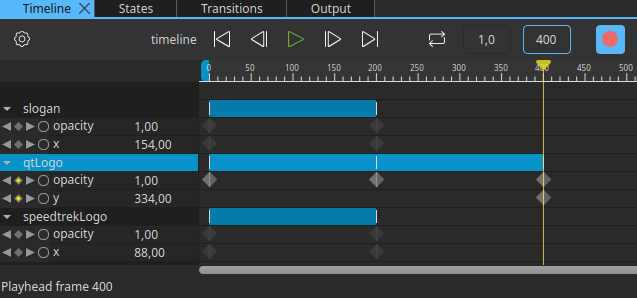 Timeline States Transitions Output
timeline 1,0 400
0 50 100 150 200 250 300 350 400 450 500
slogan
opacity 1,00
x 154,00
qtLogo
opacity 1,00
y 334,00
speedtrekLogo
opacity 1,00
x 88,00
Playhead frame 400